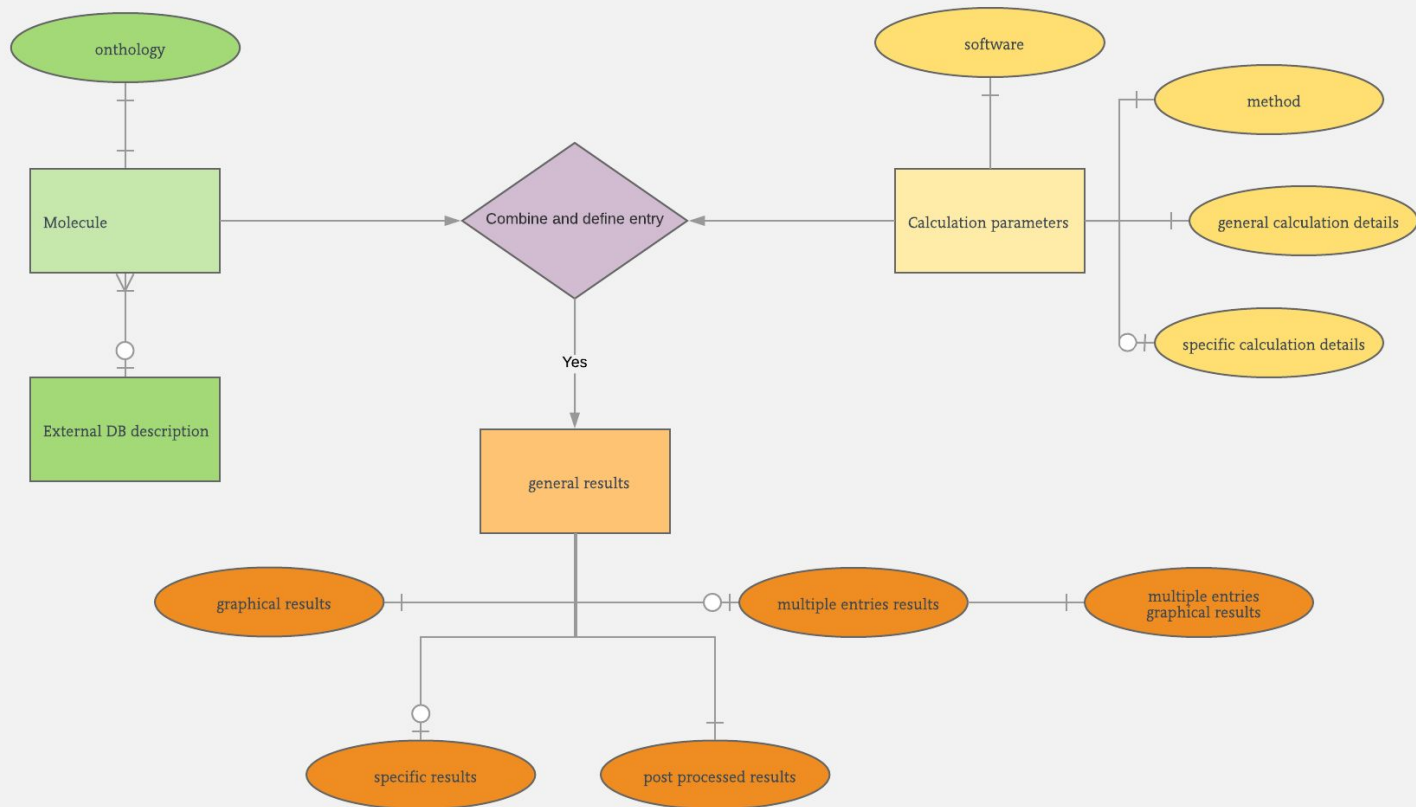 onthology
software
method
Molecule
Combine and define entry
Calculation parameters
general calculation details
specific calculation details
Yes
External DB description
general results
graphical results
multiple entries results
multiple entries
graphical results
specific results
post processed results